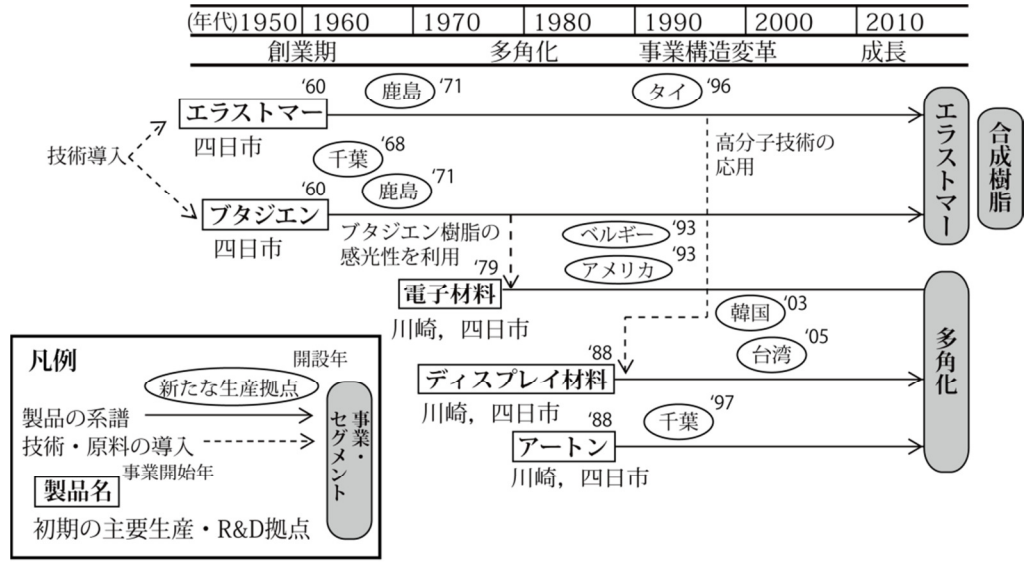 (年代) 1950 1960 1970 1980 1990 2000 2010
創業期 多角化 事業構造変革 成長
‘60 鹿島 ‘71 タイ ‘96
エラストマー
四日市
技術導入
千葉 ‘68
高分子技術の
応用
鹿島 ‘71
‘60
ブタジエン
四日市
ブタジエン樹脂の
感光性を利用
ベルギー ‘93
アメリカ ‘93
‘79
電子材料
川崎，四日市
韓国 ‘03
台湾 ‘05
‘88
ディスプレイ材料
川崎，四日市
‘88
千葉 ‘97
アートン
川崎，四日市
エラストマー
合成樹脂
多角化
凡例
開設年
新たな生産拠点
製品の系譜
技術・原料の導入
事業開始年
製品名
初期の主要生産・R&D拠点
事業・
セグメント